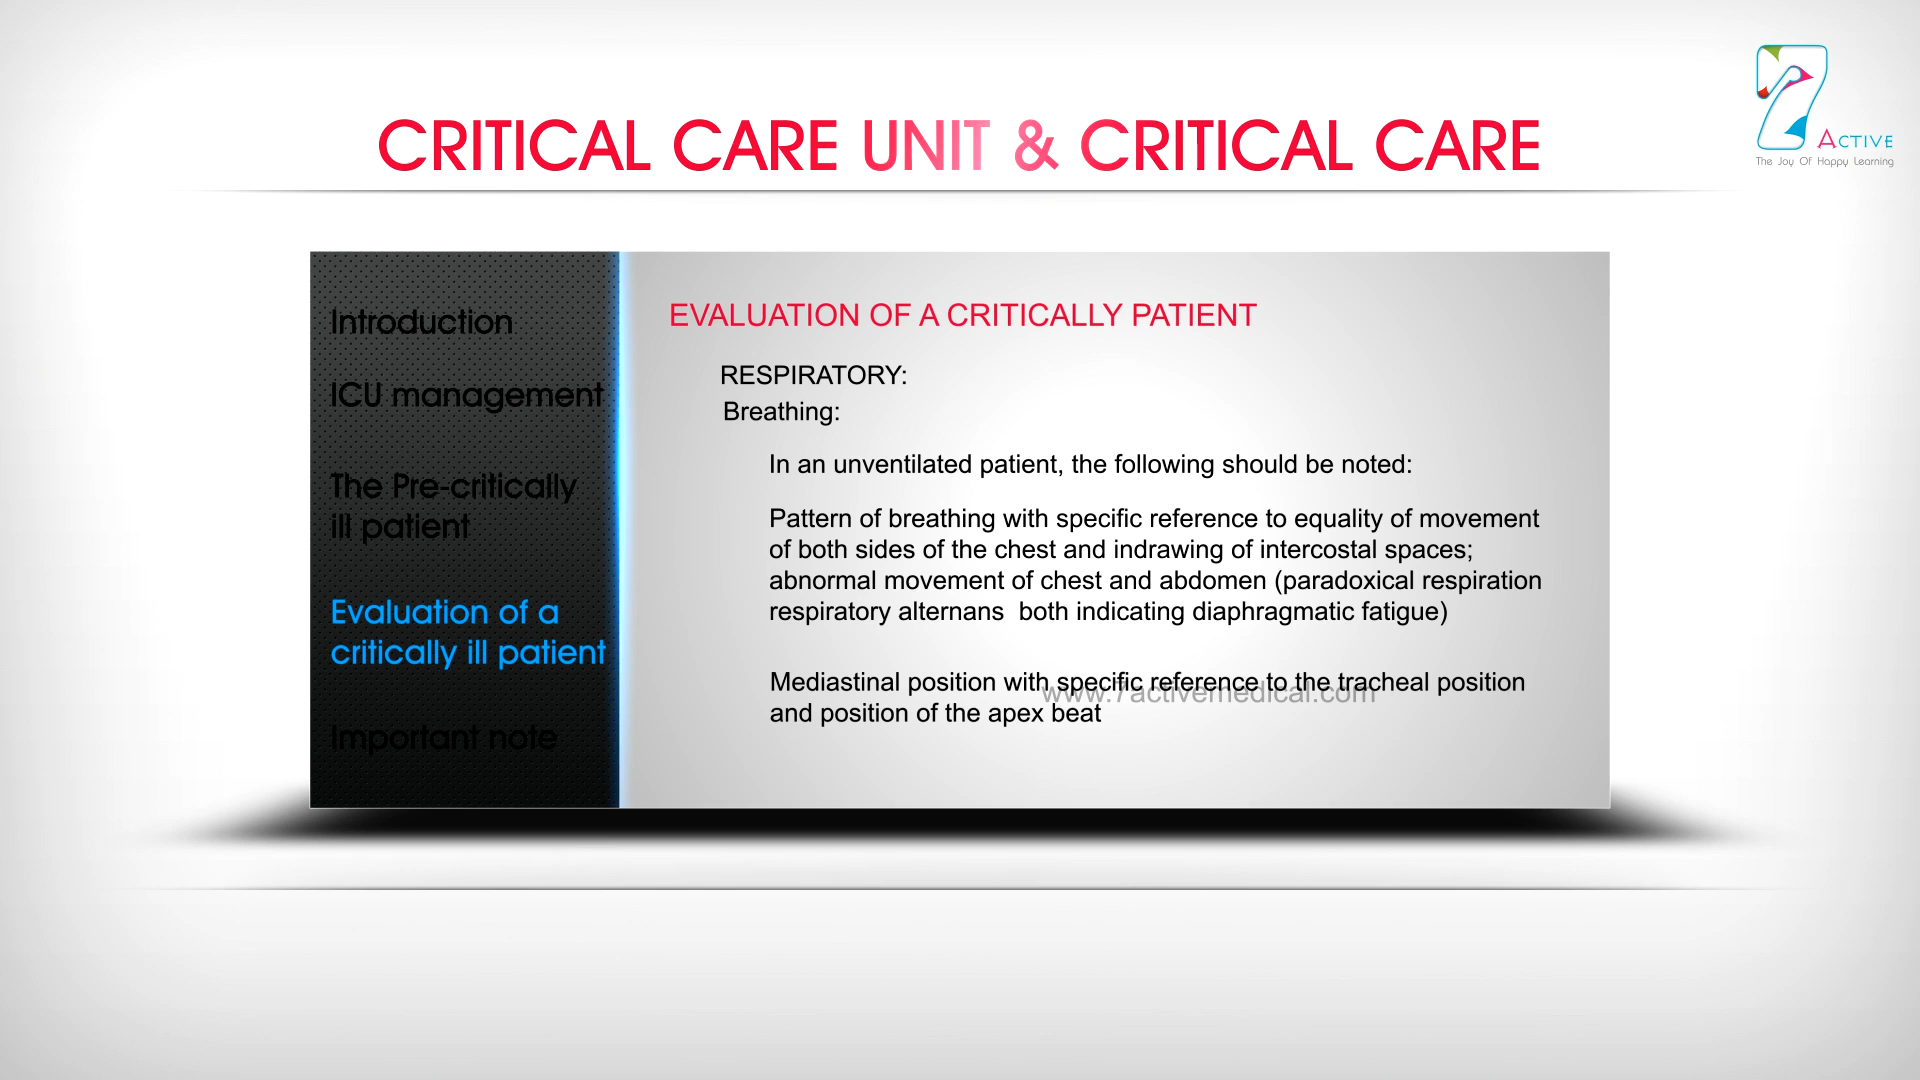 7 ACTIVE
The Joy Of Happy Learning
CRITICAL CARE UNIT & CRITICAL CARE
Introduction
ICU management
The Pre-critically
ill patient
Evaluation of a
critically ill patient
Important note
EVALUATION OF A CRITICALLY PATIENT
RESPIRATORY:
Breathing:
In an unventilated patient, the following should be noted:
Pattern of breathing with specific reference to equality of movement
of both sides of the chest and indrawing of intercostal spaces;
abnormal movement of chest and abdomen (paradoxical respiration
respiratory alternans  both indicating diaphragmatic fatigue)
Mediastinal position with specific reference to the tracheal position
and position of the apex beat
www.7activemedical.com